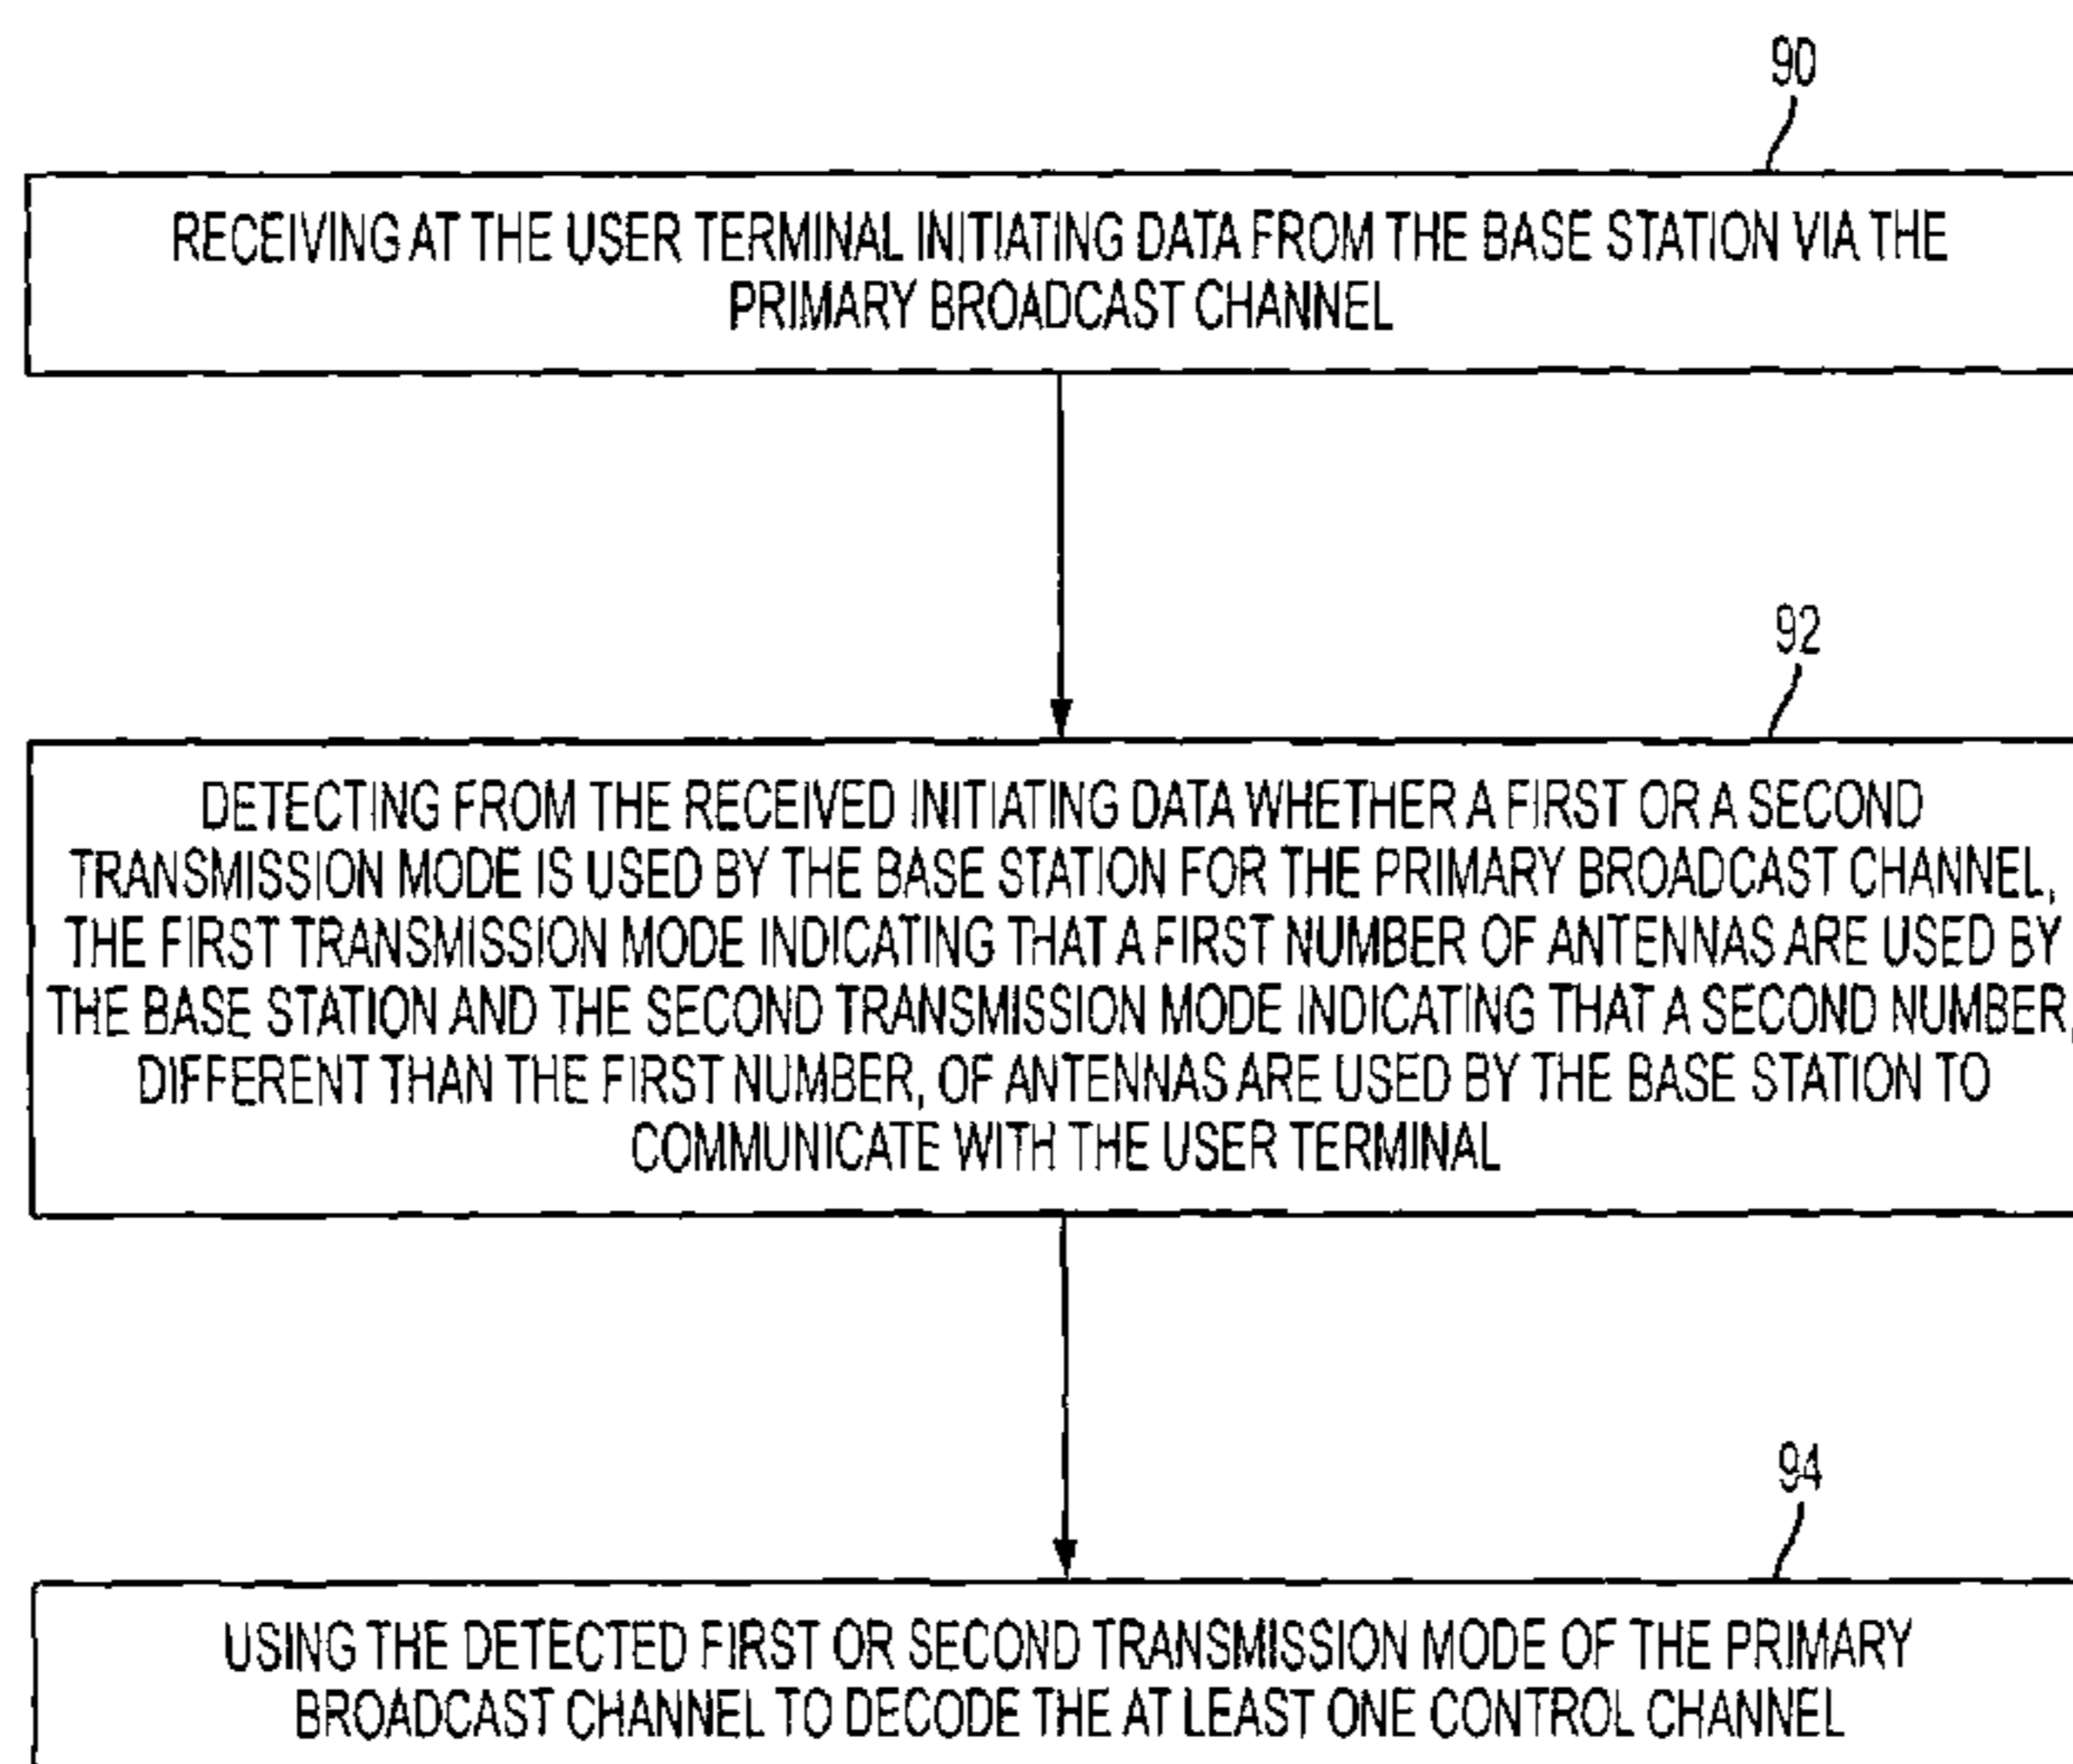 90
RECEIVING AT THE USER TERMINAL INITIATING DATA FROM THE BASE STATION VIA THE
PRIMARY BROADCAST CHANNEL
92
DETECTING FROM THE RECEIVED INITIATING DATA WHETHER A FIRST OR A SECOND
TRANSMISSION MODE IS USED BY THE BASE STATION FOR THE PRIMARY BROADCAST CHANNEL,
THE FIRST TRANSMISSION MODE INDICATING THAT A FIRST NUMBER OF ANTENNAS ARE USED BY
THE BASE STATION AND THE SECOND TRANSMISSION MODE INDICATING THAT A SECOND NUMBER,
DIFFERENT THAN THE FIRST NUMBER, OF ANTENNAS ARE USED BY THE BASE STATION TO
COMMUNICATE WITH THE USER TERMINAL
94
USING THE DETECTED FIRST OR SECOND TRANSMISSION MODE OF THE PRIMARY
BROADCAST CHANNEL TO DECODE THE AT LEAST ONE CONTROL CHANNEL